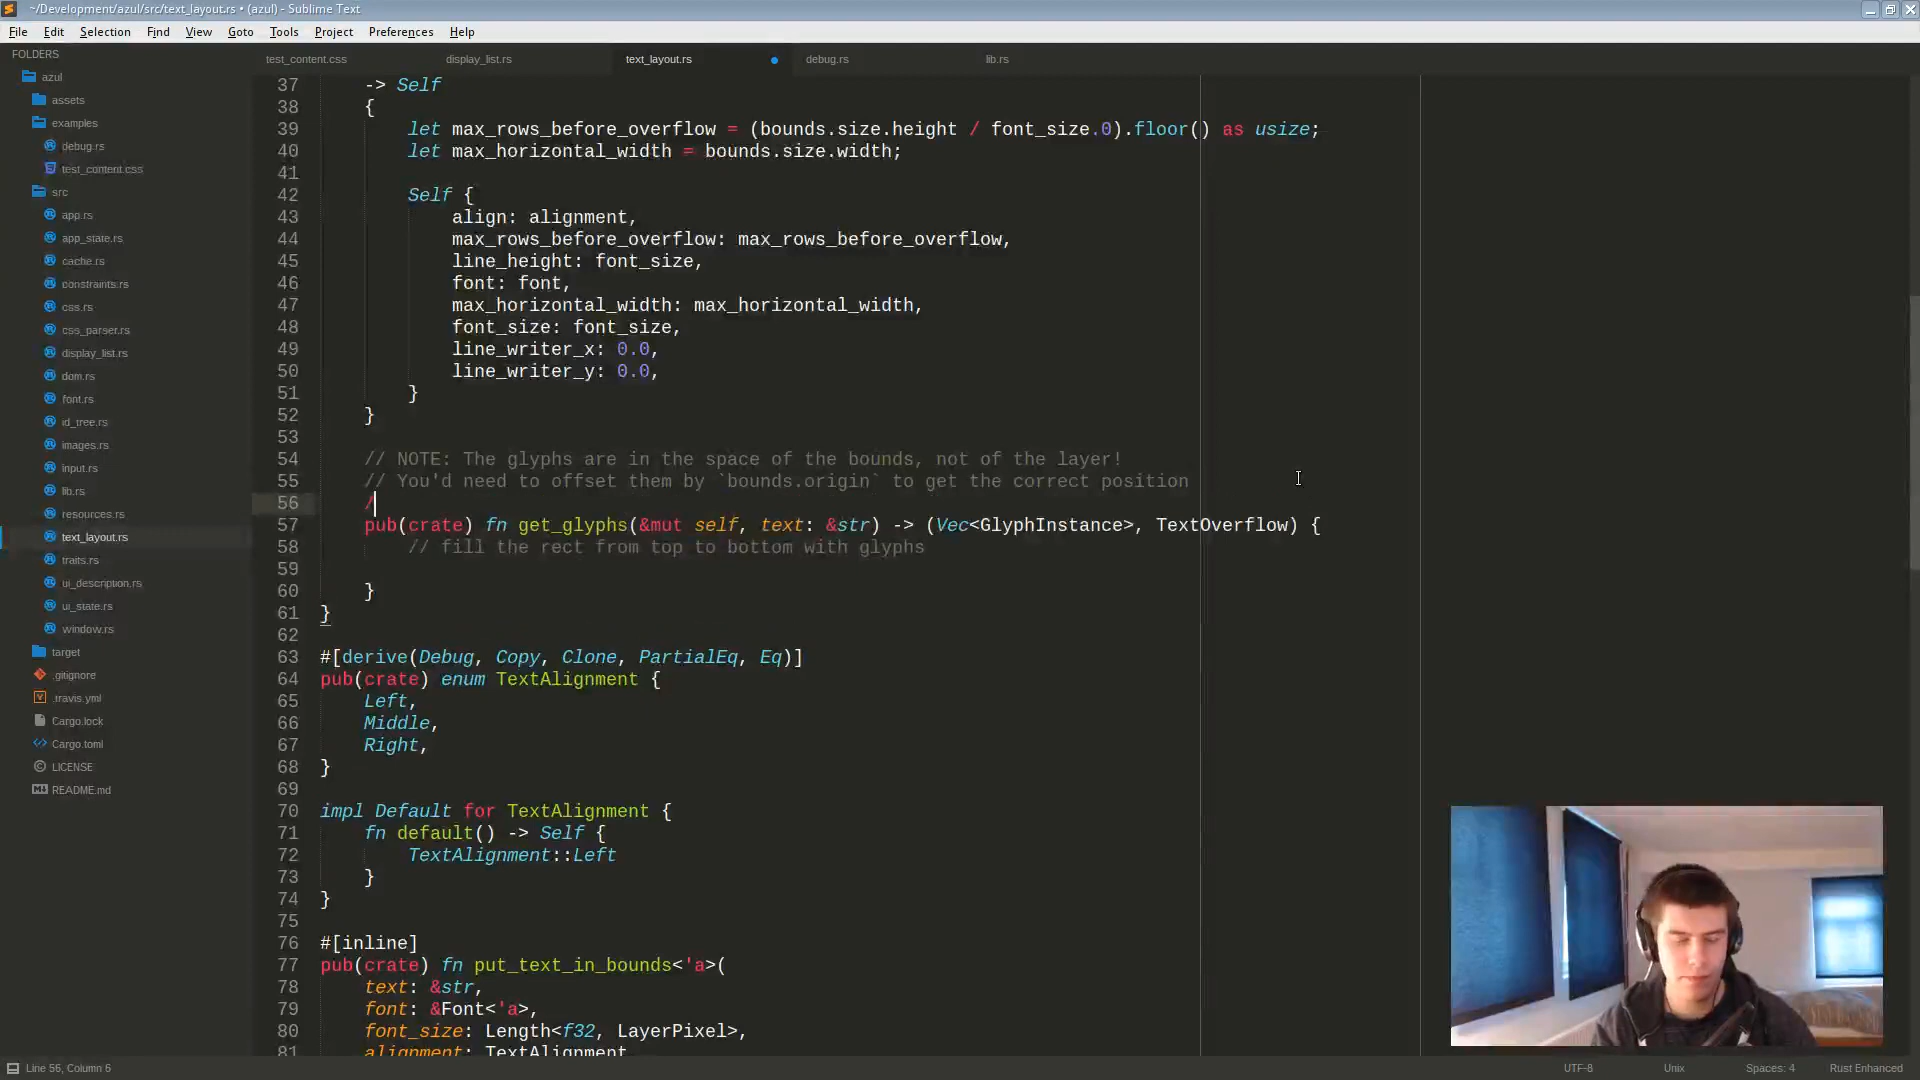 ~/Development/azul/src/text_layout.rs • (azul) - Sublime Text
File Edit Selection Find View Goto Tools Project Preferences Help
FOLDERS
azul
assets
examples
debug.rs
test_content.css
src
app.rs
app_state.rs
cache.rs
constraints.rs
css.rs
css_parser.rs
display_list.rs
dom.rs
font.rs
id_tree.rs
images.rs
input.rs
lib.rs
resources.rs
text_layout.rs
traits.rs
ui_description.rs
ui_state.rs
window.rs
target
.gitignore
.travis.yml
Cargo.lock
Cargo.toml
LICENSE
README.md
test_content.css display_list.rs text_layout.rs debug.rs lib.rs
37 -> Self
38 {
39 let max_rows_before_overflow = (bounds.size.height / font_size.0).floor() as usize;
40 let max_horizontal_width = bounds.size.width;
41
42 Self {
43 align: alignment,
44 max_rows_before_overflow: max_rows_before_overflow,
45 line_height: font_size,
46 font: font,
47 max_horizontal_width: max_horizontal_width,
48 font_size: font_size,
49 line_writer_x: 0.0,
50 line_writer_y: 0.0,
51 }
52 }
53
54 // NOTE: The glyphs are in the space of the bounds, not of the layer!
55 // You'd need to offset them by `bounds.origin` to get the correct position
56 /
57 pub(crate) fn get_glyphs(&mut self, text: &str) -> (Vec<GlyphInstance>, TextOverflow) {
58 // fill the rect from top to bottom with glyphs
59
60 }
61 }
62
63 #[derive(Debug, Copy, Clone, PartialEq, Eq)]
64 pub(crate) enum TextAlignment {
65 Left,
66 Middle,
67 Right,
68 }
69
70 impl Default for TextAlignment {
71 fn default() -> Self {
72 TextAlignment::Left
73 }
74 }
75
76 #[inline]
77 pub(crate) fn put_text_in_bounds<'a>(
78 text: &str,
79 font: &Font<'a>,
80 font_size: Length<f32, LayerPixel>,
81 alignment: TextAlignment
Line 56, Column 6 UTF-8 Unix Spaces: 4 Rust Enhanced